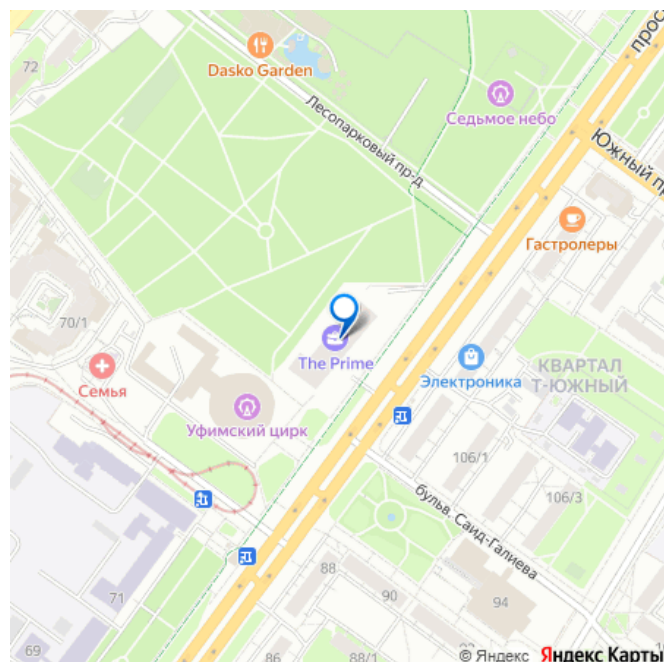 72
Dasko Garden
прос
Седьмое небо
Лесопарковый пр-д
Южный пр
Гастролеры
70/1
The Prime
Семья
Электроника
КВАРТАЛ
Т-ЮЖНЫЙ
Уфимский цирк
106/1
106/3
бульв. Саид-Галиева
88
90
94
71
69
86
88/1
© Яндекс Яндекс Карты